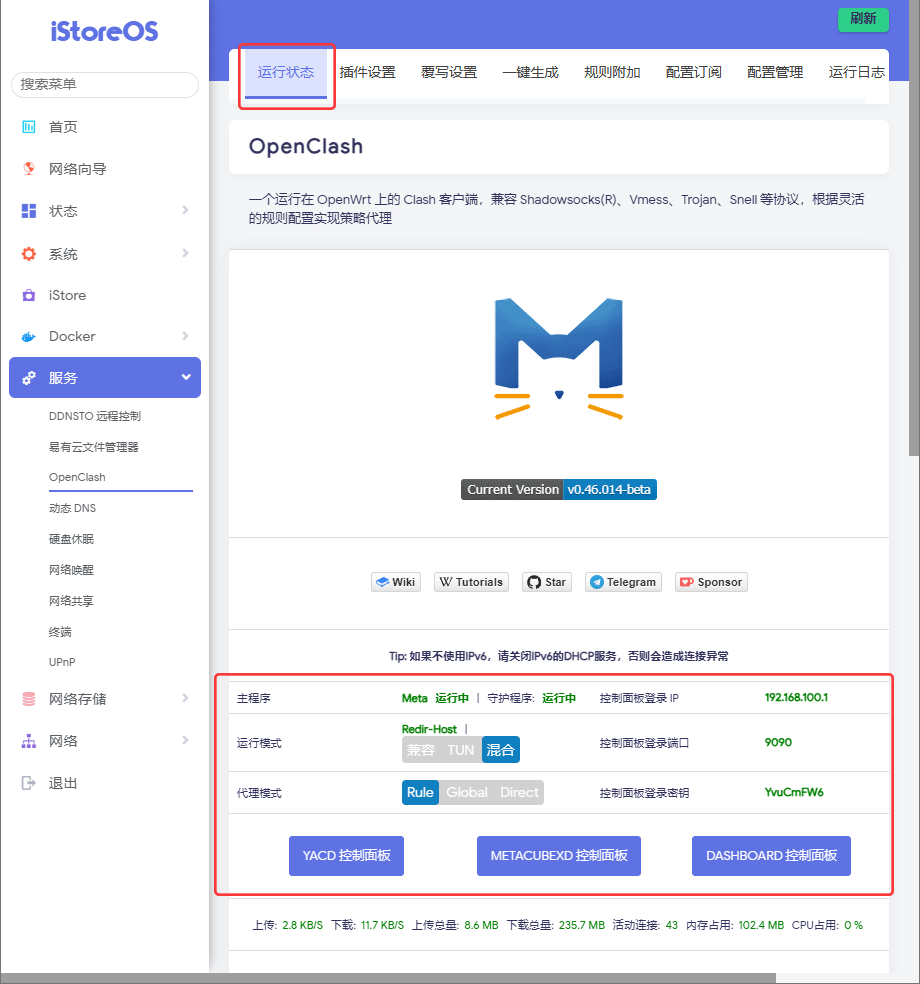 iStoreOS
搜索菜单
首页
网络向导
状态
系统
iStore
Docker
服务
DDNSTO 远程控制
易有云文件管理器
OpenClash
动态 DNS
硬盘休眠
网络唤醒
网络共享
终端
UPnP
网络存储
网络
退出
刷新
运行状态 插件设置 覆写设置 一键生成 规则附加 配置订阅 配置管理 运行日志
OpenClash
一个运行在 OpenWrt 上的 Clash 客户端，兼容 Shadowsocks(R)、Vmess、Trojan、Snell 等协议，根据灵活
的规则配置实现策略代理
Current Version v0.46.014-beta
Wiki Tutorials Star Telegram Sponsor
Tip: 如果不使用IPv6，请关闭IPv6的DHCP服务，否则会造成连接异常
主程序 Meta 运行中 | 守护程序: 运行中 控制面板登录 IP 192.168.100.1
Redir-Host |
运行模式 兼容 TUN 混合 控制面板登录端口 9090
代理模式 Rule Global Direct 控制面板登录密钥 YvuCmFW6
YACD 控制面板 METACUBEXD 控制面板 DASHBOARD 控制面板
上传: 2.8 KB/S 下载: 11.7 KB/S 上传总量: 8.6 MB 下载总量: 235.7 MB 活动连接: 43 内存占用: 102.4 MB CPU占用: 0 %